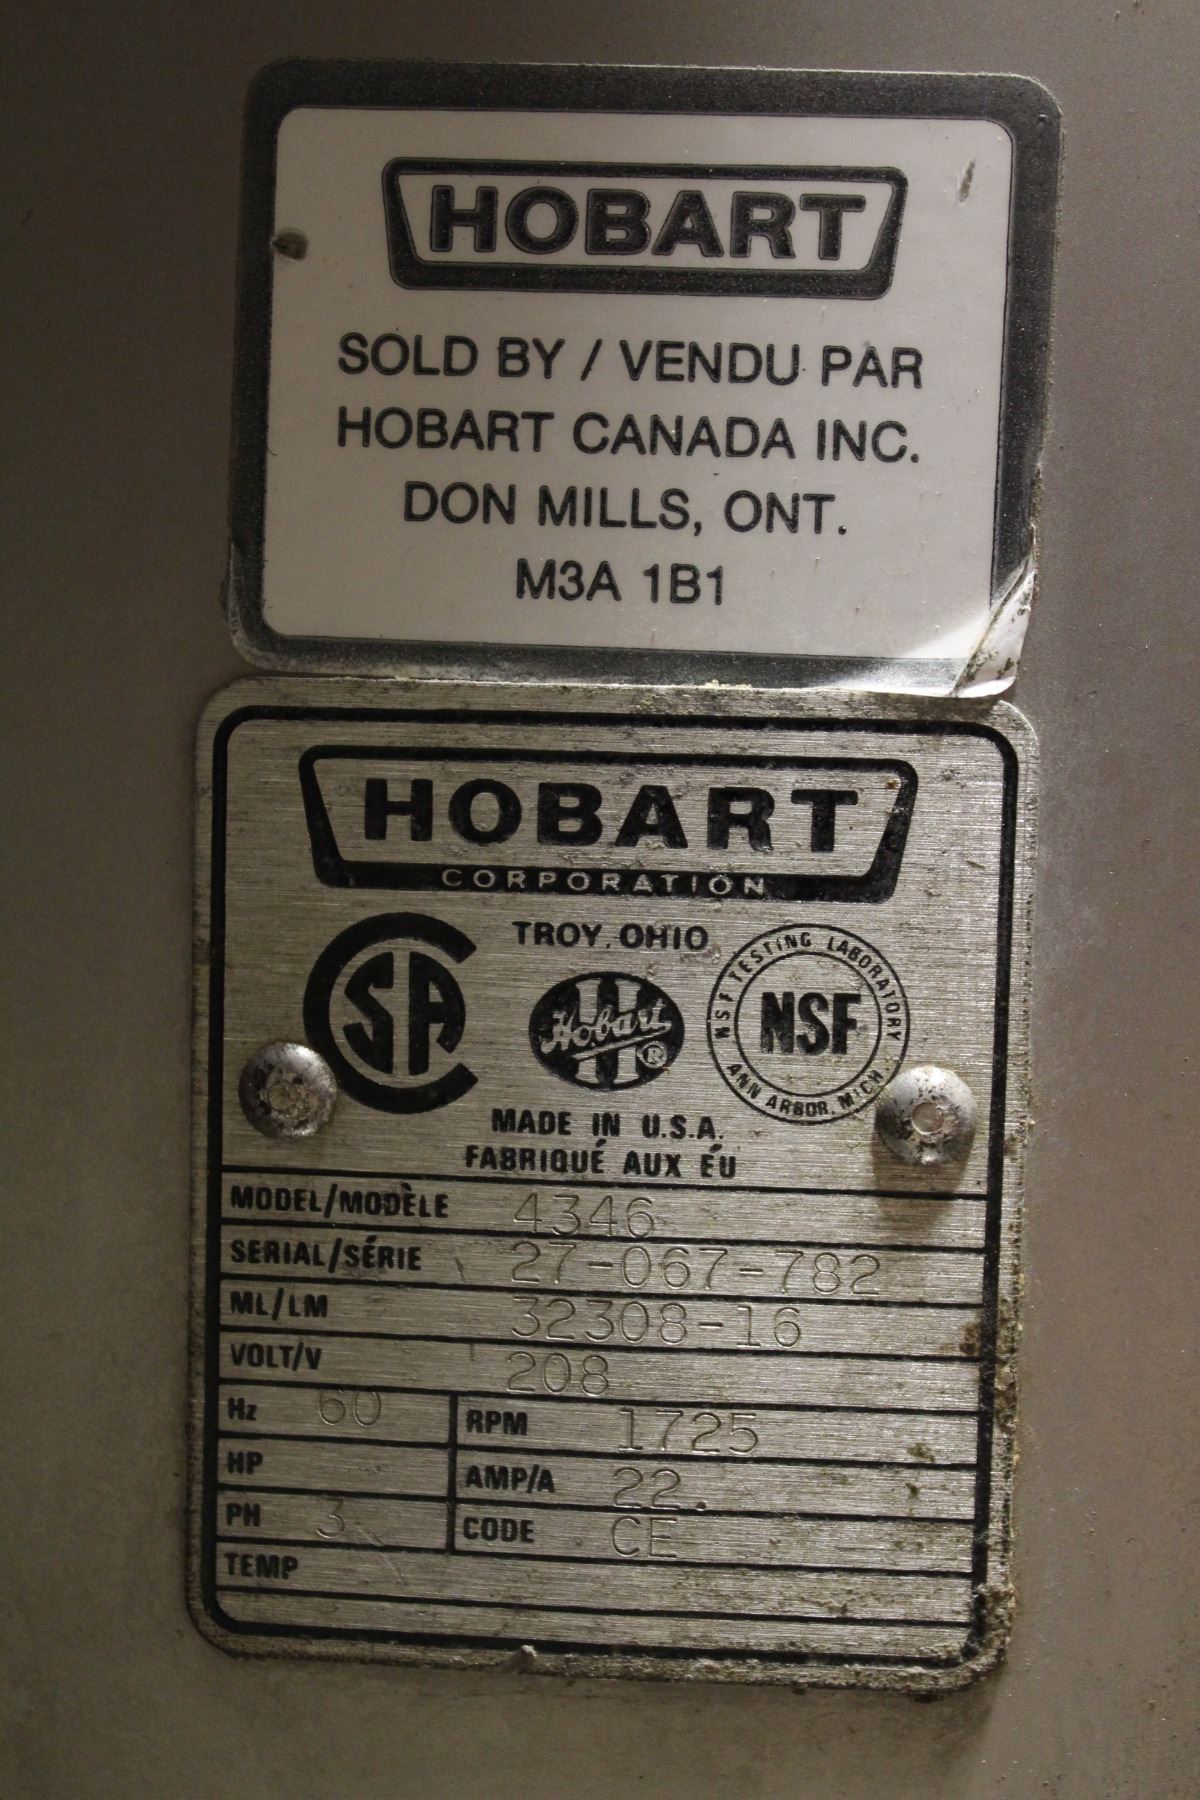 HOBART
SOLD BY / VENDU PAR
HOBART CANADA INC.
DON MILLS, ONT.
M3A 1B1
HOBART
CORPORATION
TROY, OHIO
CSA
Hobart ®
NSF TESTING LABORATORY
NSF
ANN ARBOR, MICH.
MADE IN U.S.A.
FABRIQUÉ AUX ÉU
MODEL/MODÈLE 4346
SERIAL/SÉRIE 27-067-782
ML/LM 32308-16
VOLT/V 208
Hz 60 RPM 1725
HP AMP/A 22.
PH 3 CODE CE
TEMP